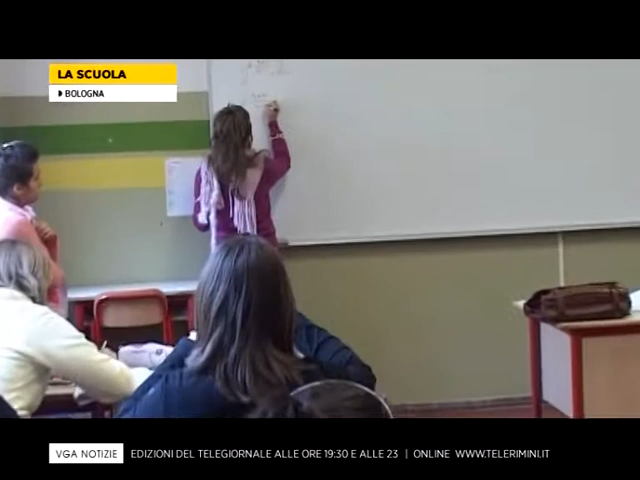 LA SCUOLA
BOLOGNA
VGA NOTIZIE EDIZIONI DEL TELEGIORNALE ALLE ORE 19:30 E ALLE 23 | ONLINE WWW.TELERIMINI.IT